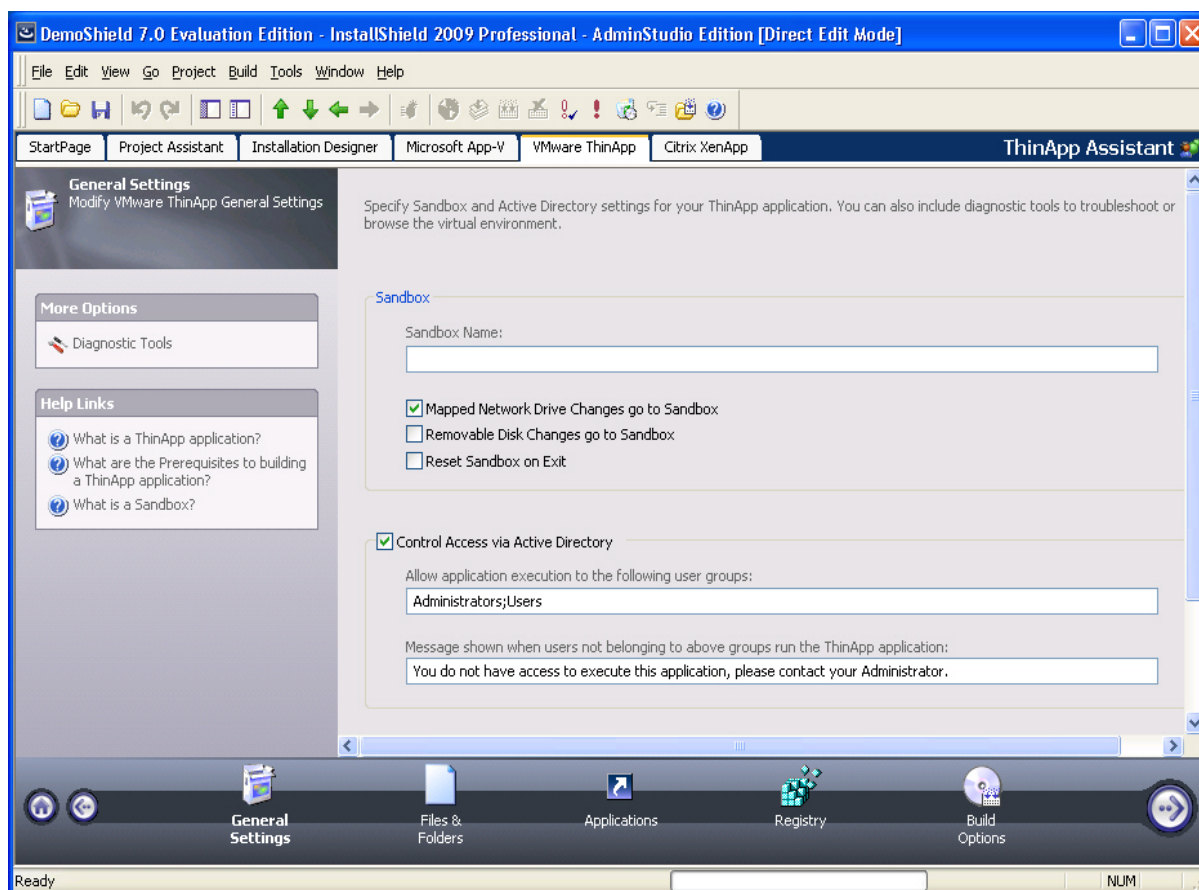 DemoShield 7.0 Evaluation Edition - InstallShield 2009 Professional - AdminStudio Edition [Direct Edit Mode]
File Edit View Go Project Build Tools Window Help
StartPage Project Assistant Installation Designer Microsoft App-V VMware ThinApp Citrix XenApp ThinApp Assistant
General Settings
Modify VMware ThinApp General Settings
More Options
Diagnostic Tools
Help Links
What is a ThinApp application?
What are the Prerequisites to building
a ThinApp application?
What is a Sandbox?
Specify Sandbox and Active Directory settings for your ThinApp application. You can also include diagnostic tools to troubleshoot or
browse the virtual environment.
Sandbox
Sandbox Name:
Mapped Network Drive Changes go to Sandbox
Removable Disk Changes go to Sandbox
Reset Sandbox on Exit
Control Access via Active Directory
Allow application execution to the following user groups:
Administrators;Users
Message shown when users not belonging to above groups run the ThinApp application:
You do not have access to execute this application, please contact your Administrator.
General
Settings
Files &
Folders
Applications
Registry
Build
Options
Ready
NUM